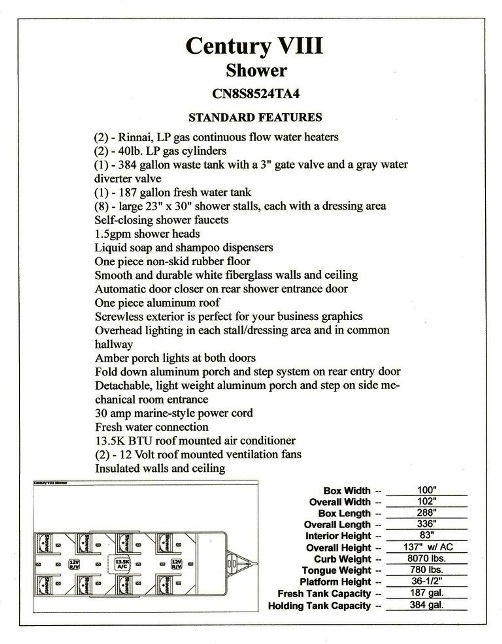 Century VIII
Shower
CN8S8524TA4
STANDARD FEATURES
(2) - Rinnai, LP gas continuous flow water heaters
(2) - 40lb. LP gas cylinders
(1) - 384 gallon waste tank with a 3" gate valve and a gray water
diverter valve
(1) - 187 gallon fresh water tank
(8) - large 23" x 30" shower stalls, each with a dressing area
Self-closing shower faucets
1.5gpm shower heads
Liquid soap and shampoo dispensers
One piece non-skid rubber floor
Smooth and durable white fiberglass walls and ceiling
Automatic door closer on rear shower entrance door
One piece aluminum roof
Screwless exterior is perfect for your business graphics
Overhead lighting in each stall/dressing area and in common
hallway
Amber porch lights at both doors
Fold down aluminum porch and step system on rear entry door
Detachable, light weight aluminum porch and step on side me-
chanical room entrance
30 amp marine-style power cord
Fresh water connection
13.5K BTU roof mounted air conditioner
(2) - 12 Volt roof mounted ventilation fans
Insulated walls and ceiling
Century VIII Shower
12V
R/V
13.5K
A/C
12V
R/V
Box Width -- 100"
Overall Width -- 102"
Box Length -- 288"
Overall Length -- 336"
Interior Height -- 83"
Overall Height -- 137" w/ AC
Curb Weight -- 8070 lbs.
Tongue Weight -- 780 lbs.
Platform Height -- 36-1/2"
Fresh Tank Capacity -- 187 gal.
Holding Tank Capacity -- 384 gal.